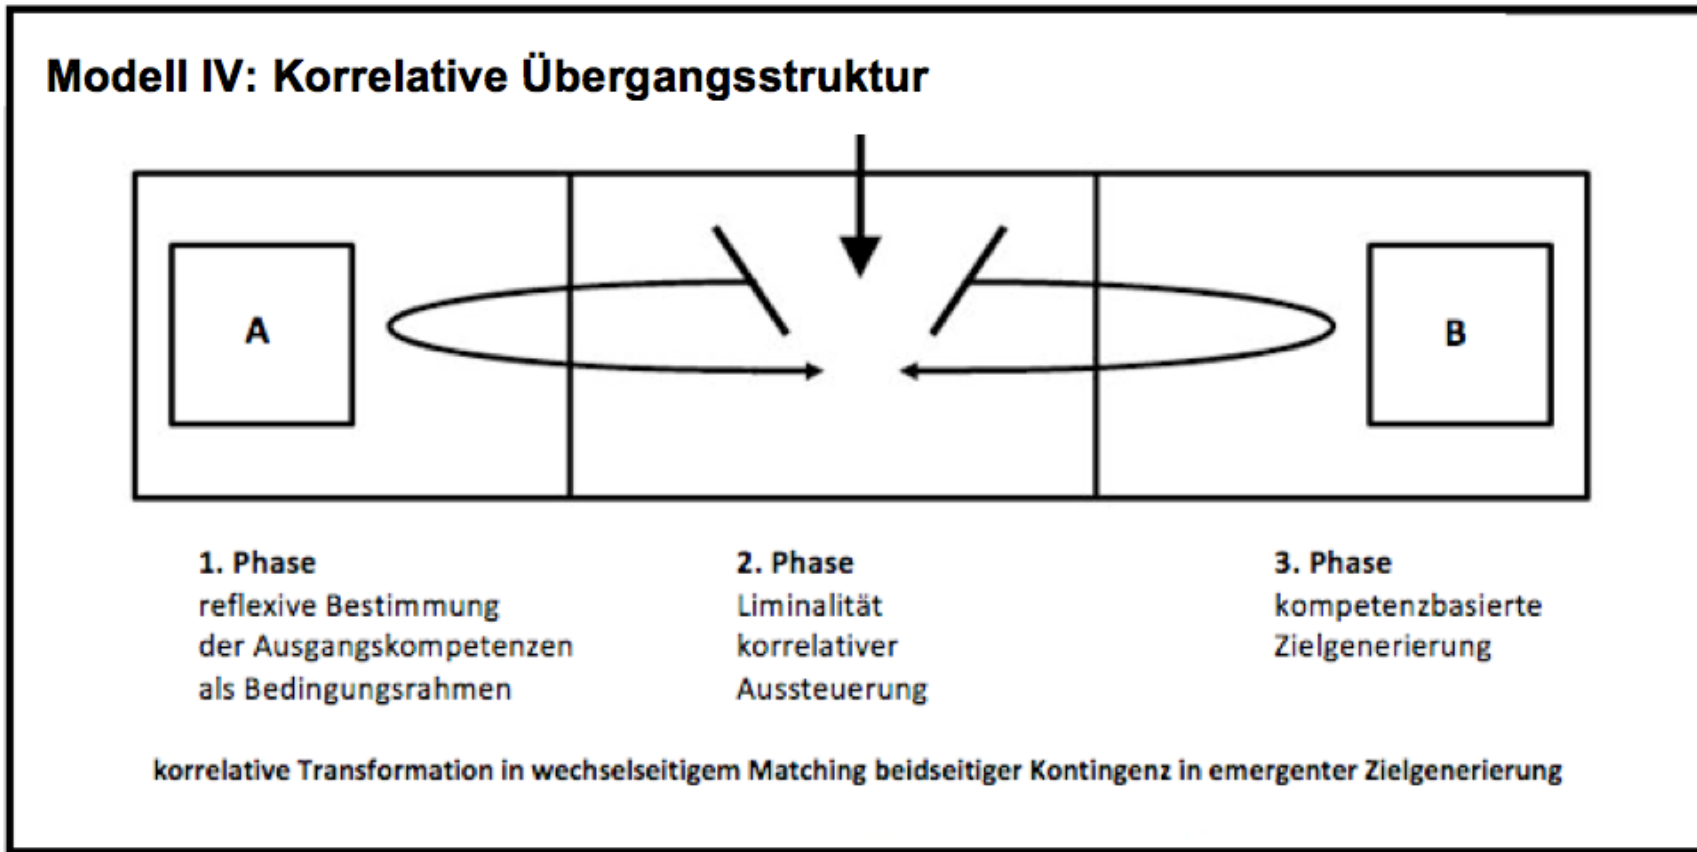 Modell IV: Korrelative Übergangsstruktur
A
B
1. Phase
reflexive Bestimmung
der Ausgangskompetenzen
als Bedingungsrahmen
2. Phase
Liminalität
korrelativer
Aussteuerung
3. Phase
kompetenzbasierte
Zielgenerierung
korrelative Transformation in wechselseitigem Matching beidseitiger Kontingenz in emergenter Zielgenerierung